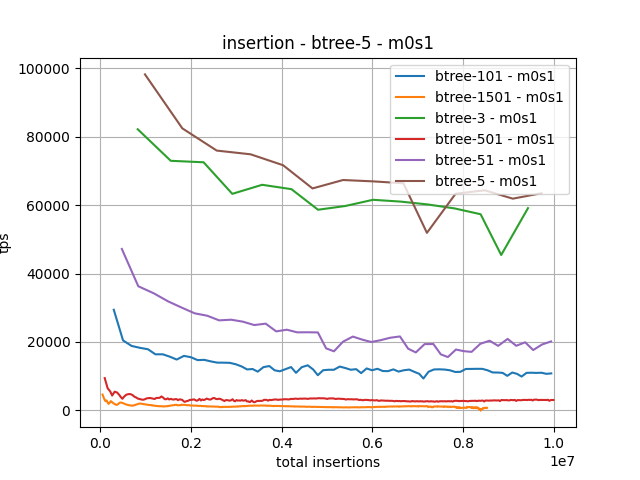 insertion - btree-5 - m0s1
btree-101 - m0s1
btree-1501 - m0s1
btree-3 - m0s1
btree-501 - m0s1
btree-51 - m0s1
btree-5 - m0s1
100000
80000
60000
40000
20000
0
tps
0.0 0.2 0.4 0.6 0.8 1.0
1e7
total insertions